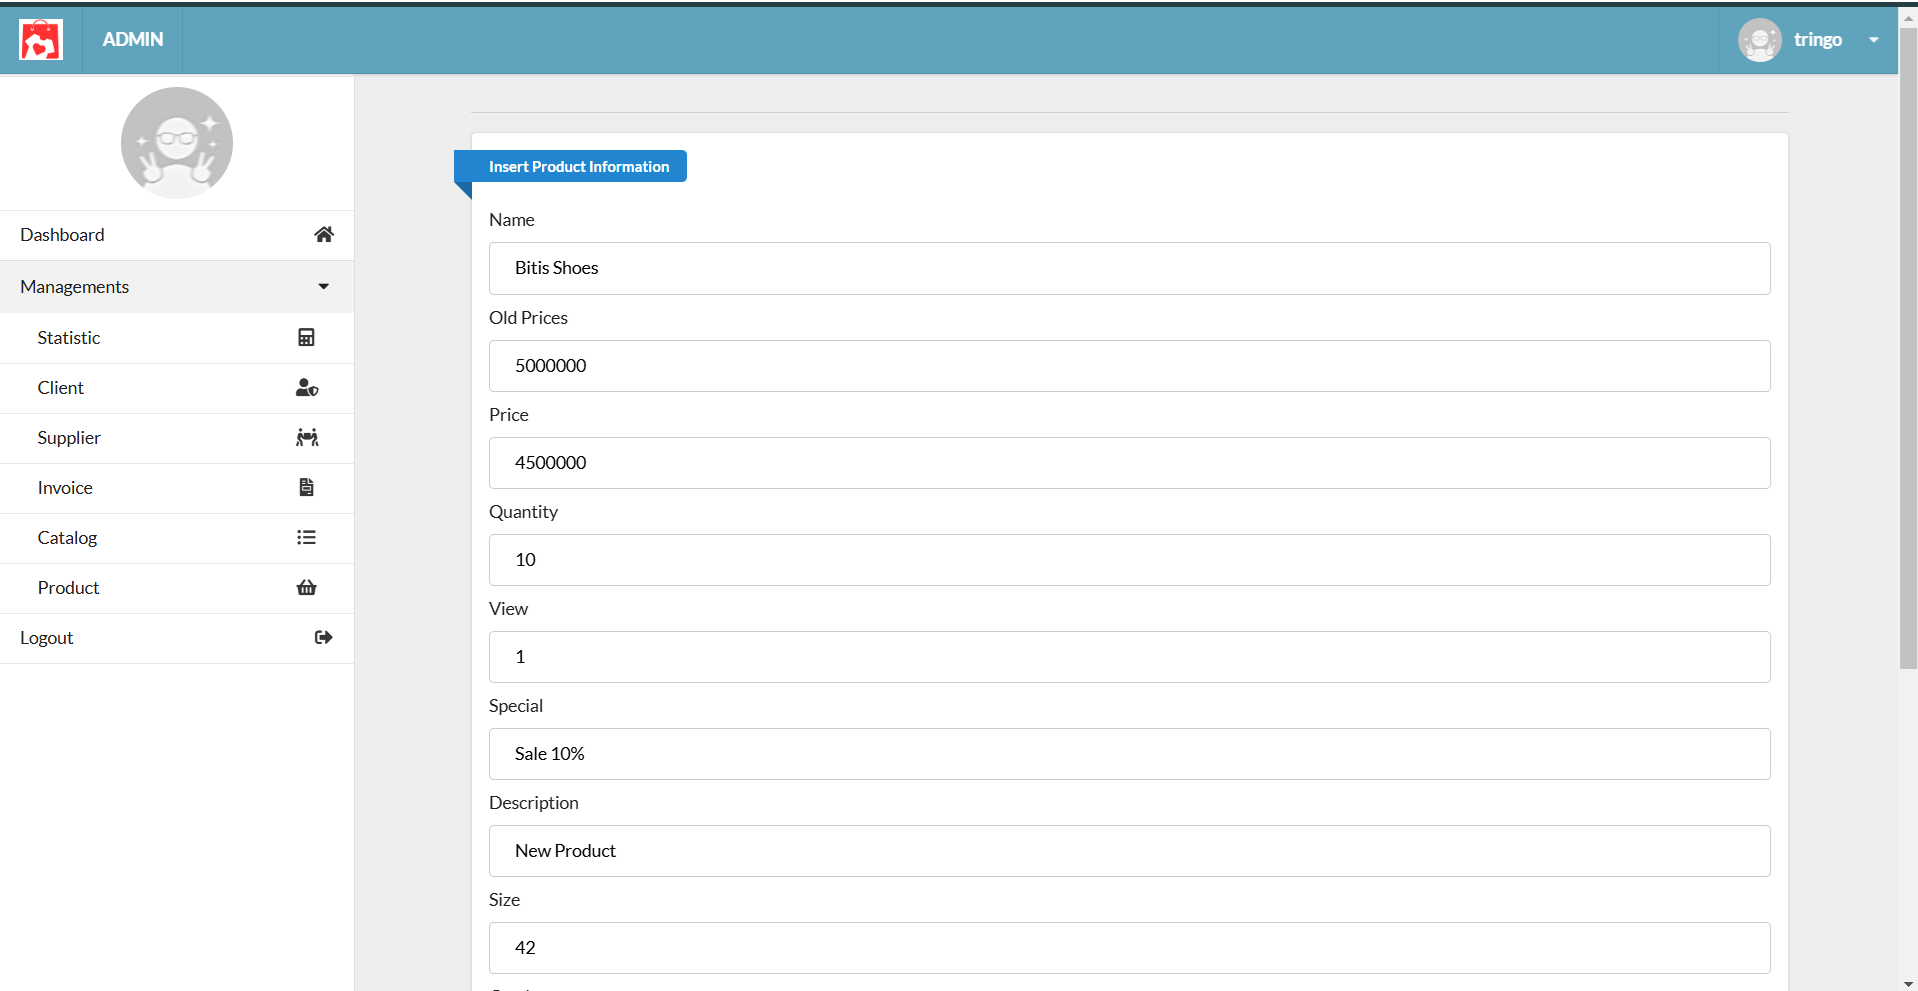 ADMIN
tringo
Dashboard
Managements
Statistic
Client
Supplier
Invoice
Catalog
Product
Logout
Insert Product Information
Name
Bitis Shoes
Old Prices
5000000
Price
4500000
Quantity
10
View
1
Special
Sale 10%
Description
New Product
Size
42